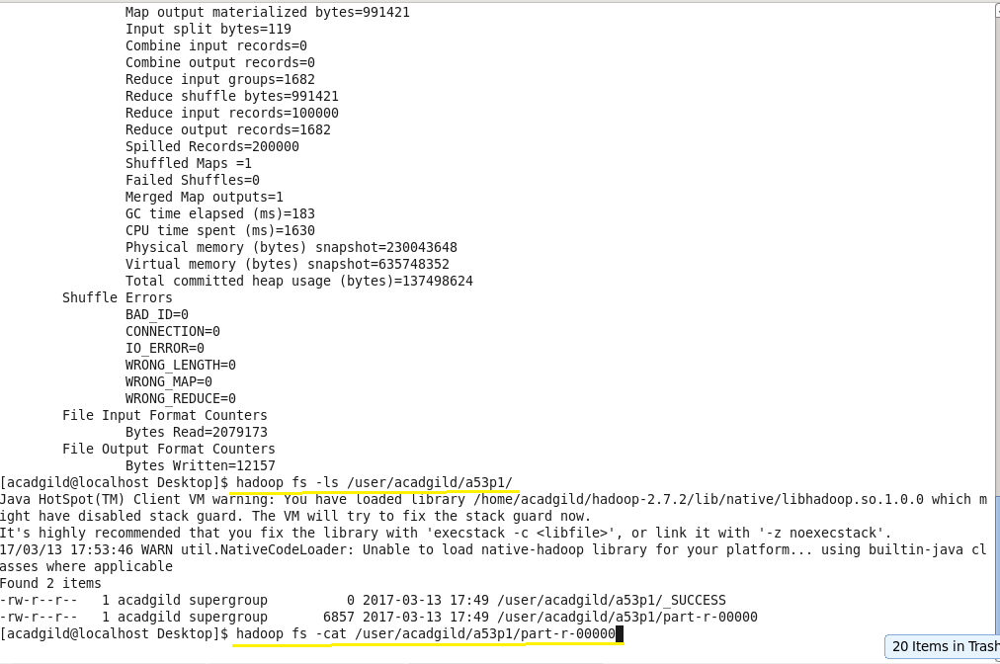 Map output materialized bytes=991421
Input split bytes=119
Combine input records=0
Combine output records=0
Reduce input groups=1682
Reduce shuffle bytes=991421
Reduce input records=100000
Reduce output records=1682
Spilled Records=200000
Shuffled Maps =1
Failed Shuffles=0
Merged Map outputs=1
GC time elapsed (ms)=183
CPU time spent (ms)=1630
Physical memory (bytes) snapshot=230043648
Virtual memory (bytes) snapshot=635748352
Total committed heap usage (bytes)=137498624
Shuffle Errors
BAD_ID=0
CONNECTION=0
IO_ERROR=0
WRONG_LENGTH=0
WRONG_MAP=0
WRONG_REDUCE=0
File Input Format Counters
Bytes Read=2079173
File Output Format Counters
Bytes Written=12157
[acadgild@localhost Desktop]$ hadoop fs -ls /user/acadgild/a53p1/
Java HotSpot(TM) Client VM warning: You have loaded library /home/acadgild/hadoop-2.7.2/lib/native/libhadoop.so.1.0.0 which m
ight have disabled stack guard. The VM will try to fix the stack guard now.
It's highly recommended that you fix the library with 'execstack -c <libfile>', or link it with '-z noexecstack'.
17/03/13 17:53:46 WARN util.NativeCodeLoader: Unable to load native-hadoop library for your platform... using builtin-java cl
asses where applicable
Found 2 items
-rw-r--r--   1 acadgild supergroup          0 2017-03-13 17:49 /user/acadgild/a53p1/_SUCCESS
-rw-r--r--   1 acadgild supergroup       6857 2017-03-13 17:49 /user/acadgild/a53p1/part-r-00000
[acadgild@localhost Desktop]$ hadoop fs -cat /user/acadgild/a53p1/part-r-00000
20 Items in Trash